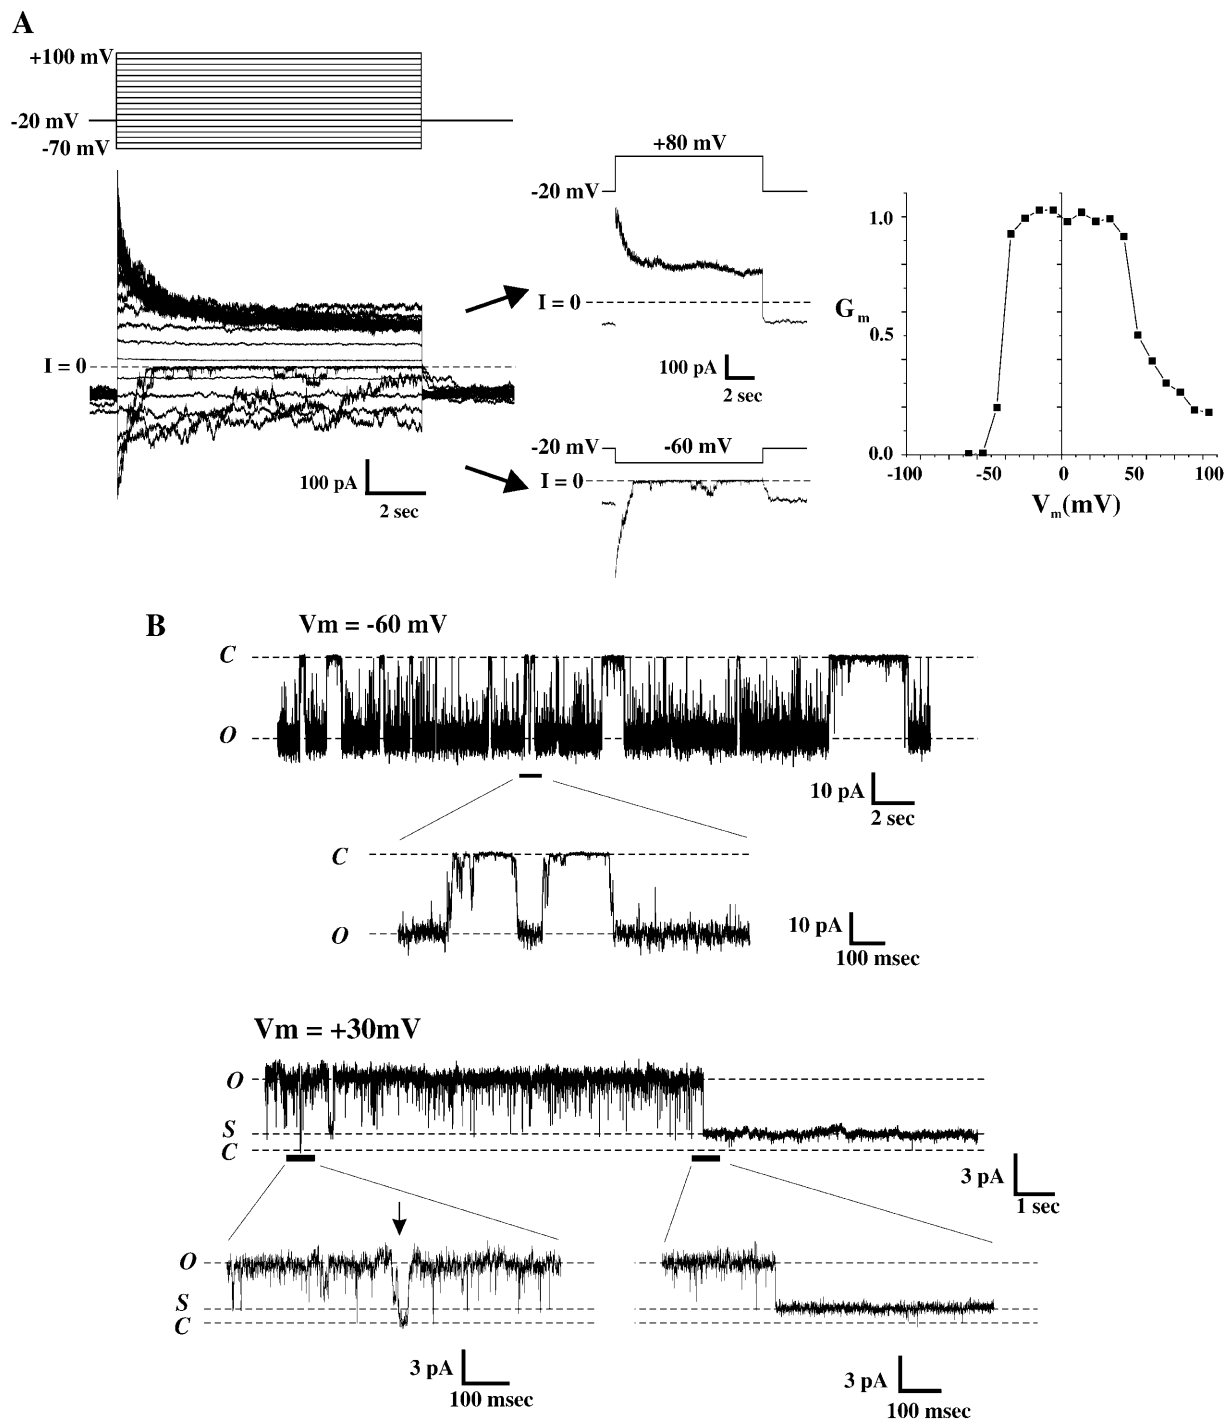 A
+100 mV
-20 mV
-70 mV
I = 0
100 pA
2 sec
+80 mV
-20 mV
I = 0
100 pA
2 sec
-20 mV
-60 mV
I = 0
1.0
Gm
0.5
0.0
-100
-50
0
50
100
Vm(mV)
B
Vm = -60 mV
C
O
10 pA
2 sec
C
O
10 pA
100 msec
Vm = +30mV
O
S
C
3 pA
1 sec
O
S
C
3 pA
100 msec
3 pA
100 msec